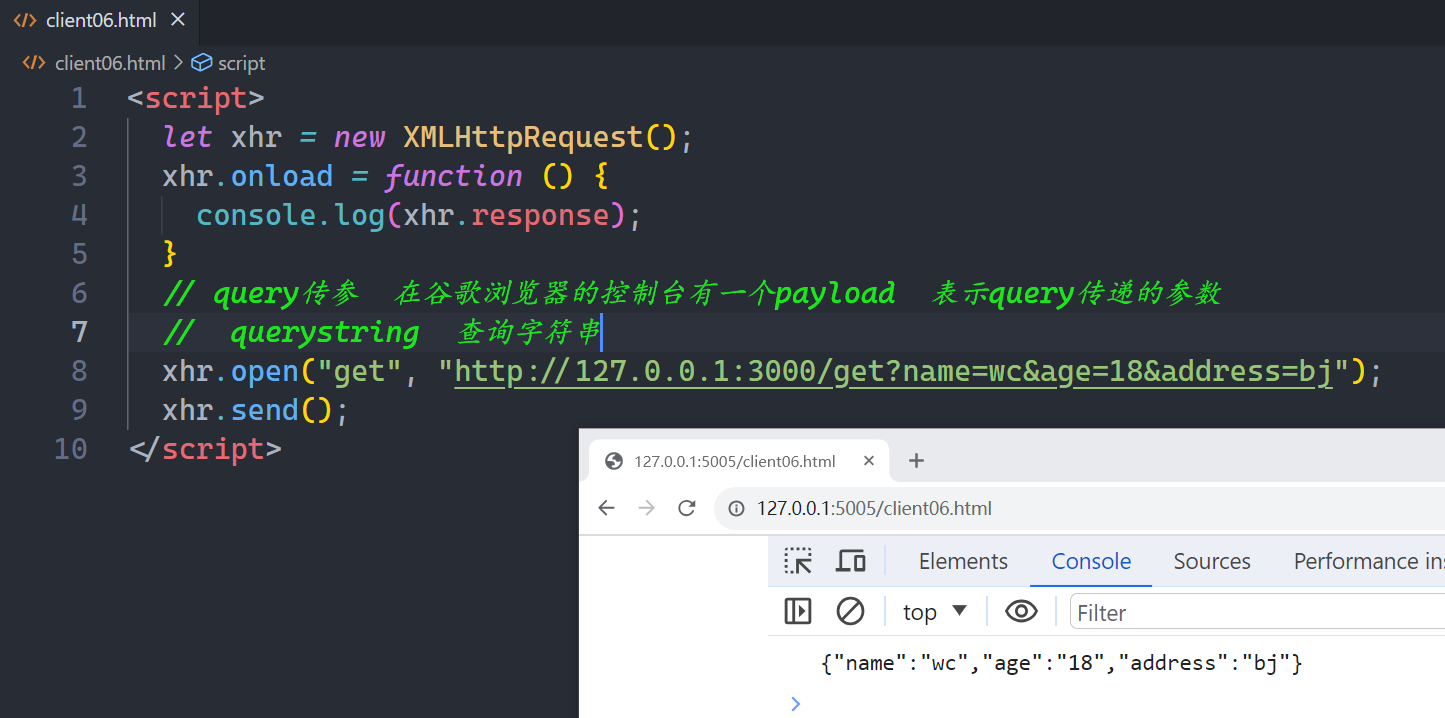 client06.html
client06.html > script
1 <script>
2 let xhr = new XMLHttpRequest();
3 xhr.onload = function () {
4 console.log(xhr.response);
5 }
6 // query传参 在谷歌浏览器的控制台有一个payload 表示query传递的参数
7 // querystring 查询字符串
8 xhr.open("get", "http://127.0.0.1:3000/get?name=wc&age=18&address=bj");
9 xhr.send();
10 </script>
127.0.0.1:5005/client06.html
127.0.0.1:5005/client06.html
Elements Console Sources Performance ins
top Filter
{"name":"wc","age":"18","address":"bj"}